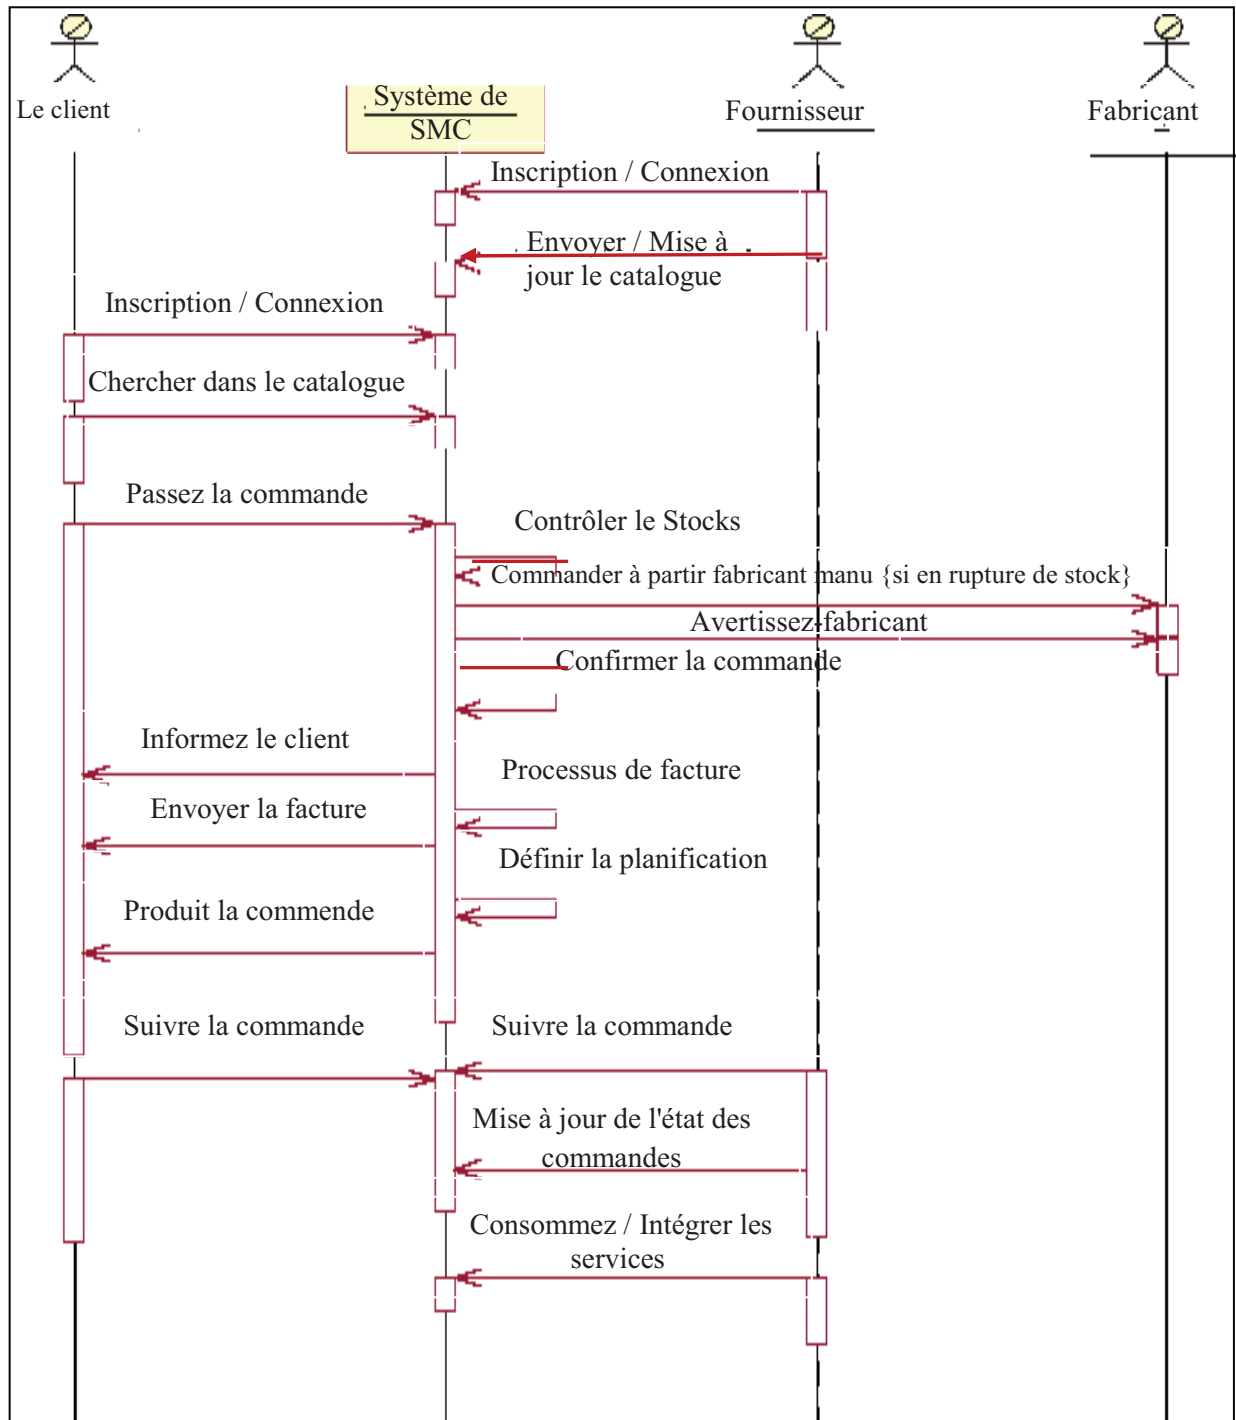 Le client
Système de
SMC
Fournisseur
Fabricant
Inscription / Connexion
Envoyer / Mise à
jour le catalogue
Inscription / Connexion
Chercher dans le catalogue
Passez la commande
Contrôler le Stocks
Commander à partir fabricant manu {si en rupture de stock}
Avertissez-fabricant
Confirmer la commande
Informez le client
Processus de facture
Envoyer la facture
Définir la planification
Produit la commende
Suivre la commande
Suivre la commande
Mise à jour de l'état des
commandes
Consommez / Intégrer les
services